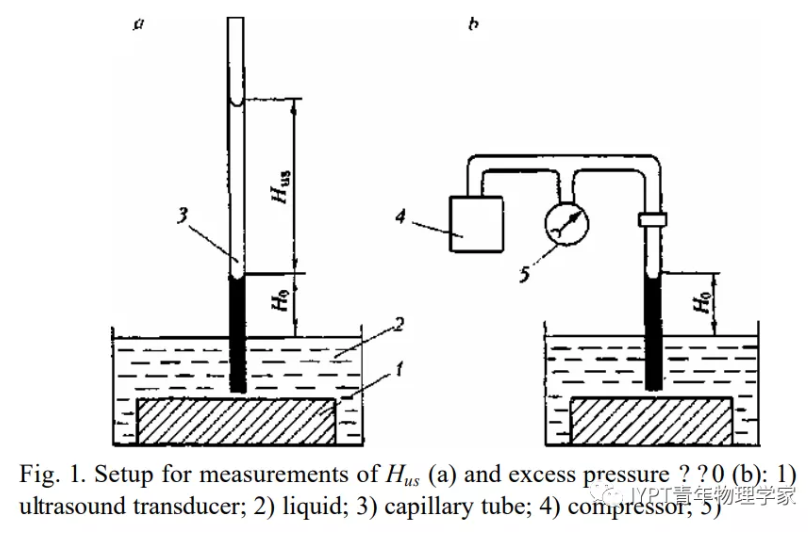 a
b
H_us
3
H_0
2
1
4
5
H_0
Fig. 1. Setup for measurements of H_us (a) and excess pressure ? ?0 (b): 1)
ultrasound transducer; 2) liquid; 3) capillary tube; 4) compressor; 5)
IYPT青年物理学家